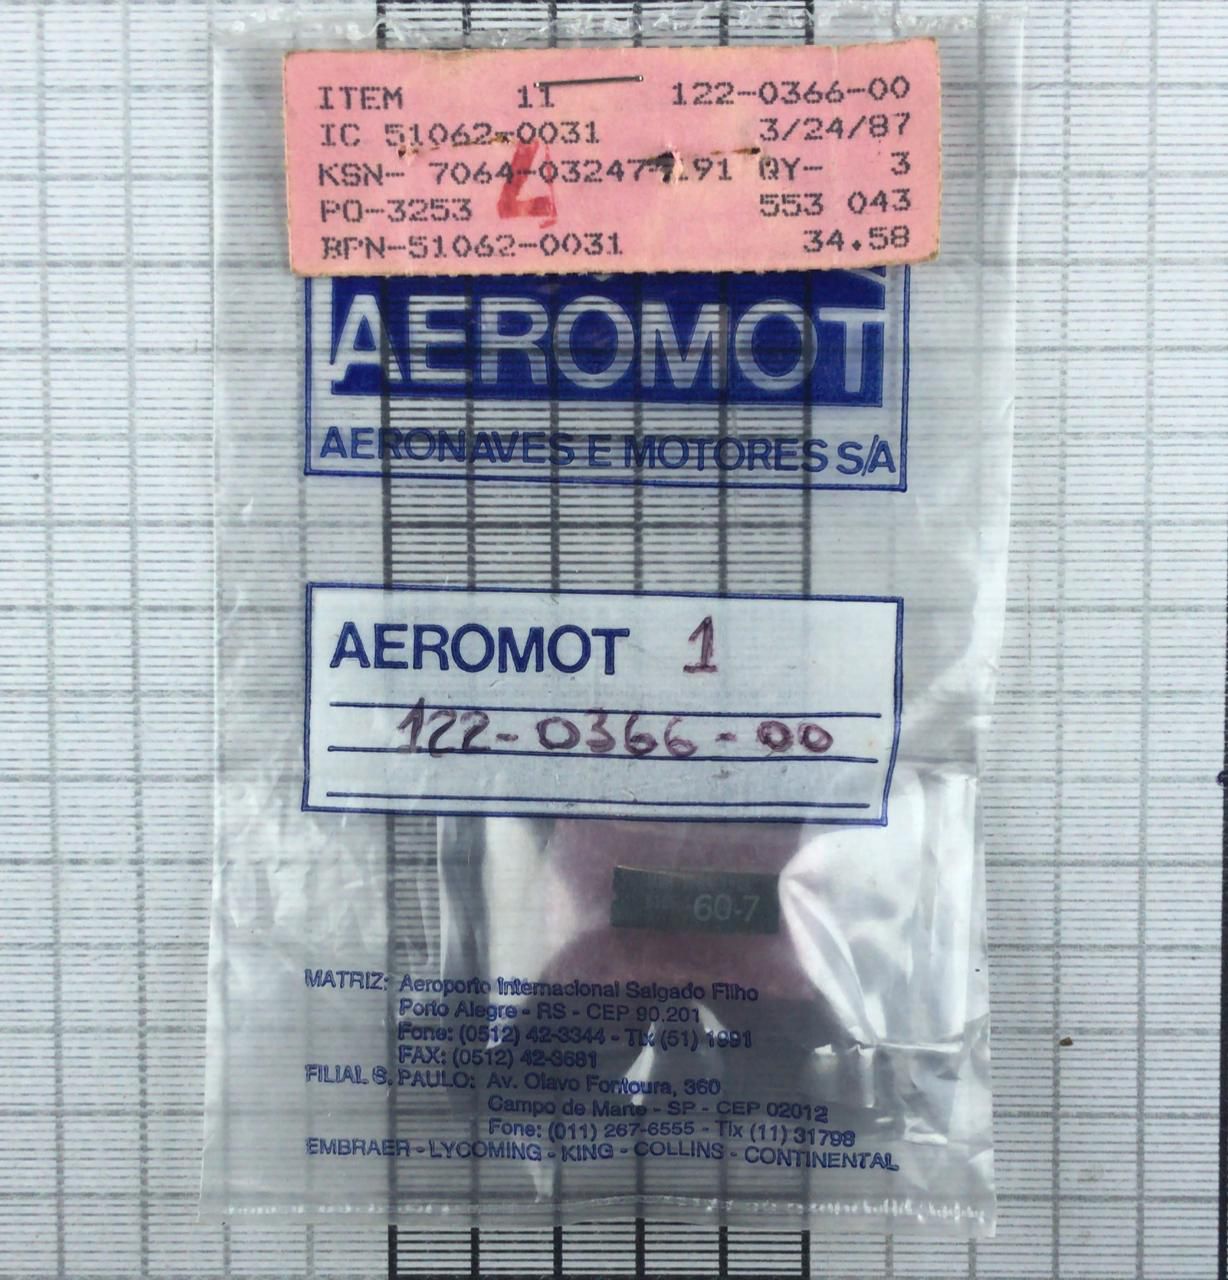 ITEM 11 122-0366-00
IC 51062-0031 3/24/87
KSN- 7064-03247 191 QY- 3
PO-3253 553 043
BPN-51062-0031 34.58
AEROMOT
AERONAVES E MOTORES S/A
AEROMOT 1
122-0366-00
60-7
MATRIZ: Aeroporto Internacional Salgado Filho
Porto Alegre - RS - CEP 90.201
Fone: (0512) 42-3344 - Tlx (51) 1991
FAX: (0512) 42-3681
FILIAL S. PAULO: Av. Olavo Fontoura, 360
Campo de Marte - SP - CEP 02012
Fone: (011) 267-6555 - Tlx (11) 31798
EMBRAER - LYCOMING - KING - COLLINS - CONTINENTAL